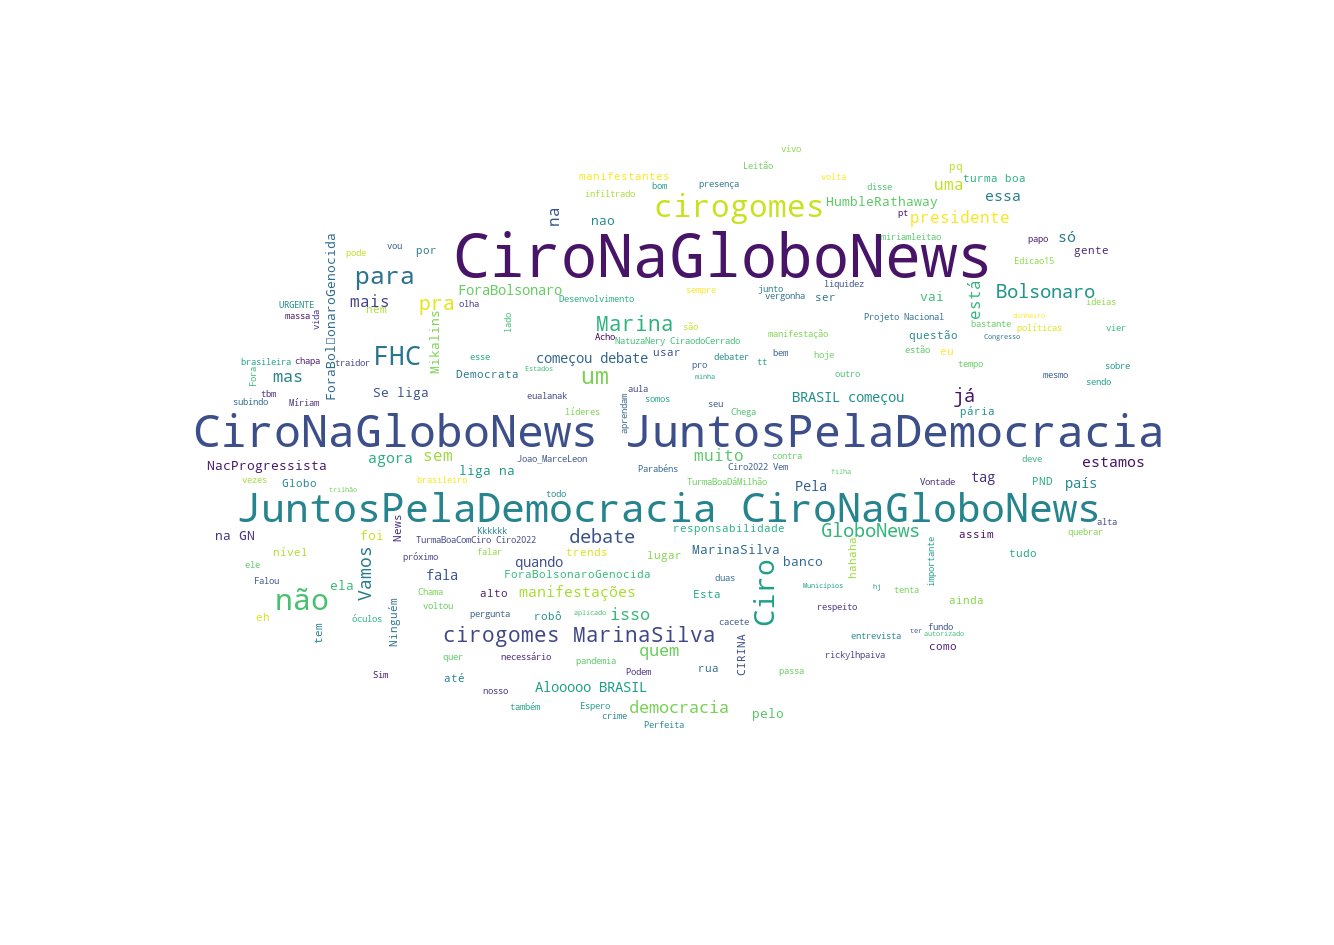 vivo
Leitão
pq
manifestantes
volta
turma boa
bom
presença
uma
disse
infiltrado
essa
cirogomes
HumbleRathaway
na
nao
pt
presidente
CiroNaGloboNews
miriamleitao
papo
só
vou
por
pode
gente
Edicao15
para
ForaBolsonaroGenocida
ForaBolsonaro
sempre
junto
liquidez
está
Bolsonaro
URGENTE
mais
pra
olha
Desenvolvimento
vergonha
ser
vai
ideias
nem
massa
vida
Mikalins
lado
Marina
são
Projeto Nacional
dinheiro
bastante
políticas
vier
manifestação
questão
Congresso
Acho
NatuzaNery CiraodoCerrado
FHC
começou debate
usar
bem
hoje
estão
eu
brasileira
chapa
traidor
esse
debater
tt
pro
tempo
sobre
Fora
mas
Democrata
Estados
um
minha
outro
mesmo
sendo
tbm
Se liga
eualanak
aula
somos
seu
BRASIL começou
já
subindo
Míriam
líderes
aprendam
Chega
pária
CiroNaGloboNews JuntosPelaDemocracia
agora
sem
Joao_MarceLeon
muito
contra
deve
estamos
NacProgressista
liga na
Parabéns
Ciro2022 Vem
filha
vezes
Globo
brasileiro
TurmaBoaDáMilhão
Pela
Vontade
tag
PND
país
trilhão
todo
JuntosPelaDemocracia CiroNaGloboNews
alta
na GN
foi
News
Kkkkkk
debate
responsabilidade
GloboNews
assim
quebrar
TurmaBoaComCiro Ciro2022
nível
próximo
falar
trends
lugar
MarinaSilva
hahaha
importante
tudo
ele
Vamos
quando
banco
Falou
fala
ForaBolsonaroGenocida
duas
Ciro
Municípios
hj
tenta
ela
Chama
alto
manifestações
Esta
não
voltou
ainda
respeito
eh
óculos
Ninguém
pergunta
robô
isso
cacete
fundo
tem
cirogomes MarinaSilva
CIRINA
entrevista
ter
autorizado
como
quem
quer
necessário
pandemia
rua
rickylhpaiva
Sim
até
Podem
passa
nosso
Alooooo BRASIL
também
Espero
democracia
crime
pelo
Perfeita